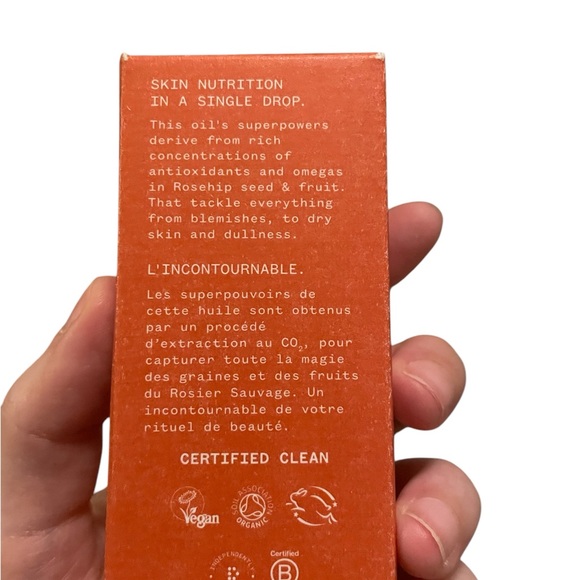 SKIN NUTRITION
IN A SINGLE DROP.
This oil's superpowers
derive from rich
concentrations of
antioxidants and omegas
in Rosehip seed & fruit.
That tackle everything
from blemishes, to dry
skin and dullness.
L'INCONTOURNABLE.
Les superpouvoirs de
cette huile sont obtenus
par un procédé
d'extraction au CO₂, pour
capturer toute la magie
des graines et des fruits
du Rosier Sauvage. Un
incontournable de votre
rituel de beauté.
CERTIFIED CLEAN
Vegan
SOIL ASSOCIATION
ORGANIC
INDEPENDENTLY
R
Certified
B